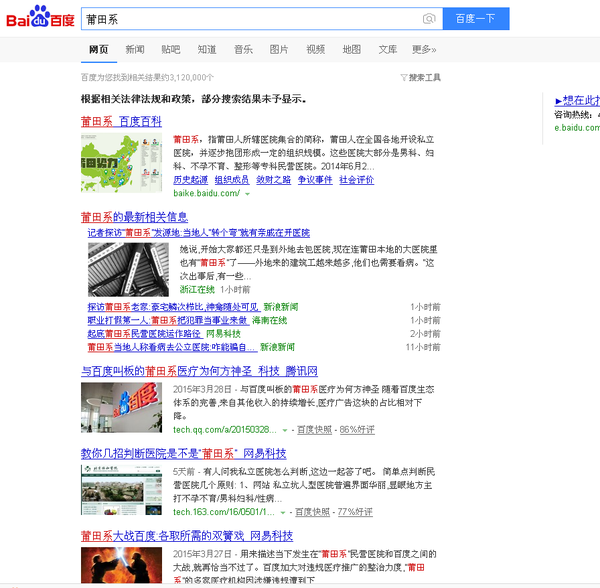 Bai du 百度
莆田系
百度一下
网页 新闻 贴吧 知道 音乐 图片 视频 地图 文库 更多»
百度为您找到相关结果约3,120,000个
搜索工具
根据相关法律法规和政策，部分搜索结果未予显示。
►想在此推
咨询热线：4
e.baidu.com
莆田系_百度百科
莆田系，指莆田人所辖医院集合的简称，莆田人在全国各地开设私立
医院，并逐步抱团形成一定的组织规模。这些医院大部分是男科、妇
科、不孕不育、整形等专科民营医院。2014年6月2...
历史起源 组织成员 敛财之路 争议事件 社会评价
baike.baidu.com/
莆田系的最新相关信息
记者探访"莆田系"发源地:当地人"转个弯"就有亲戚在开医院
她说,开始大家都还只是到外地去包医院,现在连莆田本地的大医院里
也有"莆田系"了——外地来的建筑工越来越多,他们也需要看病。"这
次出事后,有一些...
浙江在线 1小时前
探访莆田系老家:豪宅鳞次栉比,钟龛随处可见 新浪新闻 1小时前
职业打假第一人:莆田系把犯罪当事业来做 海南在线 1小时前
起底莆田系民营医院运作路径 网易科技 2小时前
莆田系当地人称看病去公立医院:咋能骗自... 新浪新闻 11小时前
与百度叫板的莆田系医疗为何方神圣_科技_腾讯网
2015年3月28日 - 与百度叫板的莆田系医疗为何方神圣 随着百度生态
体系的完善,来自其他收入的持续增长,医疗广告这块的占比相对下
降。
tech.qq.com/a/20150328... - 百度快照 - 86%好评
教你几招判断医院是不是"莆田系"_网易科技
5天前 - 有人问我私立医院怎么判断,这边一起答了吧。 简单点判断民
营医院几个原则: 1、网站 私立坑人型医院普遍界面华丽,显眼地方主
打不孕不育/男科妇科/性病...
tech.163.com/16/0501/1... - 百度快照 - 77%好评
莆田系大战百度:各取所需的双簧戏_网易科技
2015年3月27日 - 用来描述当下发生在"莆田系"民营医院和百度之间的
大战,就再恰当不过了。百度加大对违规医疗推广的整治力度,"莆田
系"的多家医疗机构因涉嫌违规遭到下